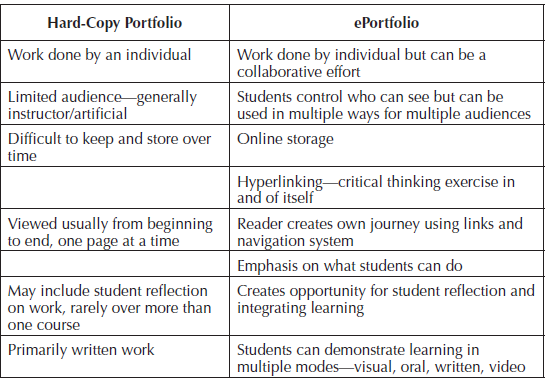 Hard-Copy Portfolio
ePortfolio
Work done by an individual
Work done by individual but can be a
collaborative effort
Limited audience—generally
instructor/artificial
Students control who can see but can be
used in multiple ways for multiple audiences
Difficult to keep and store over
time
Online storage
Hyperlinking—critical thinking exercise in
and of itself
Viewed usually from beginning
to end, one page at a time
Reader creates own journey using links and
navigation system
Emphasis on what students can do
May include student reflection
on work, rarely over more than
one course
Creates opportunity for student reflection and
integrating learning
Primarily written work
Students can demonstrate learning in
multiple modes—visual, oral, written, video